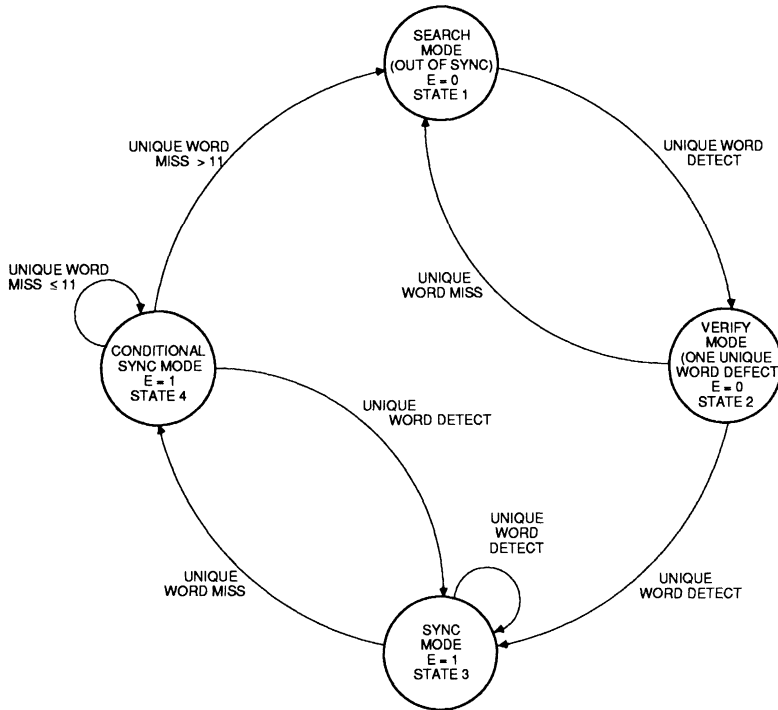 SEARCH
MODE
(OUT OF SYNC)
E = 0
STATE 1
UNIQUE WORD
MISS > 11
UNIQUE WORD
DETECT
UNIQUE WORD
MISS ≤ 11
UNIQUE
WORD MISS
CONDITIONAL
SYNC MODE
E = 1
STATE 4
VERIFY
MODE
(ONE UNIQUE
WORD DEFECT
E = 0
STATE 2
UNIQUE
WORD DETECT
UNIQUE
WORD
DETECT
UNIQUE
WORD MISS
UNIQUE
WORD DETECT
SYNC
MODE
E = 1
STATE 3